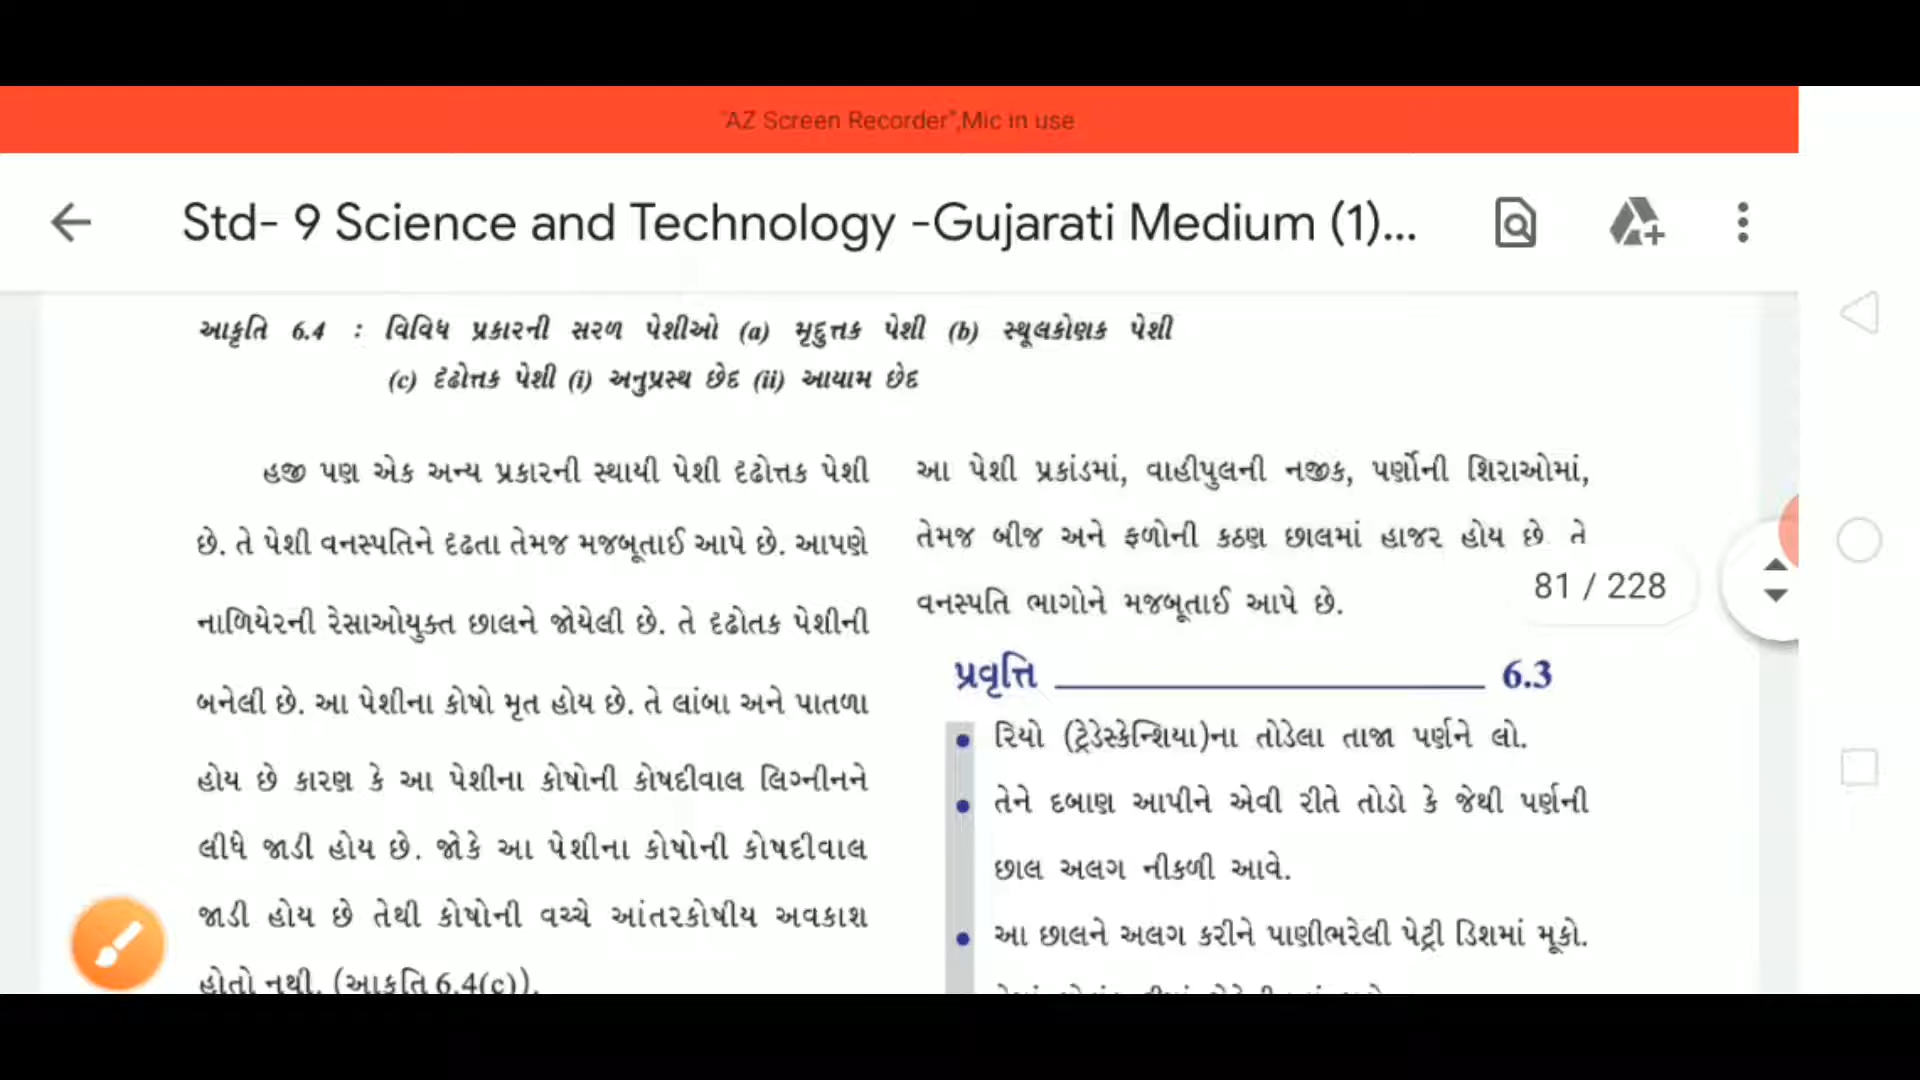 "AZ Screen Recorder",Mic in use
Std- 9 Science and Technology -Gujarati Medium (1)...
આકૃતિ 6.4 : વિવિધ પ્રકારની સરળ પેશીઓ (a) મૃદુત્તક પેશી (b) સ્થૂલકોણક પેશી
(c) દઢોત્તક પેશી (i) અનુપ્રસ્થ છેદ (ii) આયામ છેદ
હજી પણ એક અન્ય પ્રકારની સ્થાયી પેશી દઢોત્તક પેશી
છે. તે પેશી વનસ્પતિને દઢતા તેમજ મજબૂતાઈ આપે છે. આપણે
નાળિયેરની રેસાઓયુક્ત છાલને જોયેલી છે. તે દઢોતક પેશીની
બનેલી છે. આ પેશીના કોષો મૃત હોય છે. તે લાંબા અને પાતળા
હોય છે કારણ કે આ પેશીના કોષોની કોષદીવાલ લિગ્નીનને
લીધે જાડી હોય છે. જોકે આ પેશીના કોષોની કોષદીવાલ
જાડી હોય છે તેથી કોષોની વચ્ચે આંતરકોષીય અવકાશ
હોતો નથી. (આકૃતિ 6.4(c)).
આ પેશી પ્રકાંડમાં, વાહીપુલની નજીક, પર્ણોની શિરાઓમાં,
તેમજ બીજ અને ફળોની કઠણ છાલમાં હાજર હોય છે. તે
વનસ્પતિ ભાગોને મજબૂતાઈ આપે છે.
81 / 228
પ્રવૃત્તિ 6.3
• રિયો (ટ્રેડેસ્કેન્શિયા)ના તોડેલા તાજા પર્ણને લો.
• તેને દબાણ આપીને એવી રીતે તોડો કે જેથી પર્ણની
છાલ અલગ નીકળી આવે.
• આ છાલને અલગ કરીને પાણીભરેલી પેટ્રી ડિશમાં મૂકો.